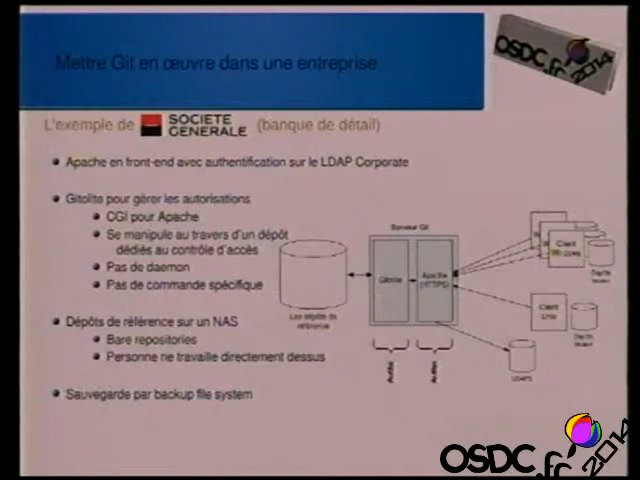 Mettre Git en œuvre dans une entreprise
OSDC.fr 2014
L'exemple de SOCIETE GENERALE (banque de détail)
Apache en front-end avec authentification sur le LDAP Corporate
Gitolite pour gérer les autorisations
CGI pour Apache
Se manipule au travers d'un dépôt
dédiés au contrôle d'accès
Pas de daemon
Pas de commande spécifique
Dépôts de référence sur un NAS
Bare repositories
Personne ne travaille directement dessus
Sauvegarde par backup file system
Serveur Git
Gitolite
Apache
(HTTPS)
Les dépôts de
référence
Client
Client
Unix
LDAPS
OSDC.fr 2014